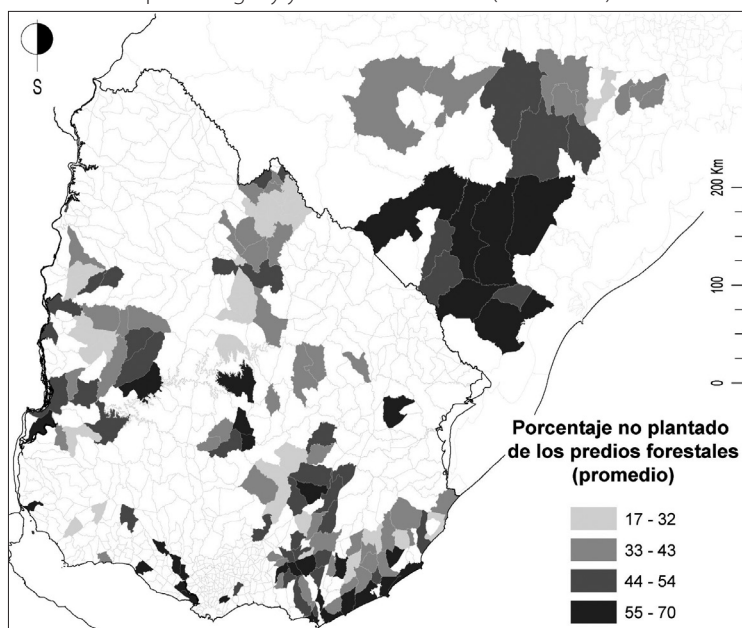 S
200 Km
100
0
Porcentaje no plantado
de los predios forestales
(promedio)
17 - 32
33 - 43
44 - 54
55 - 70